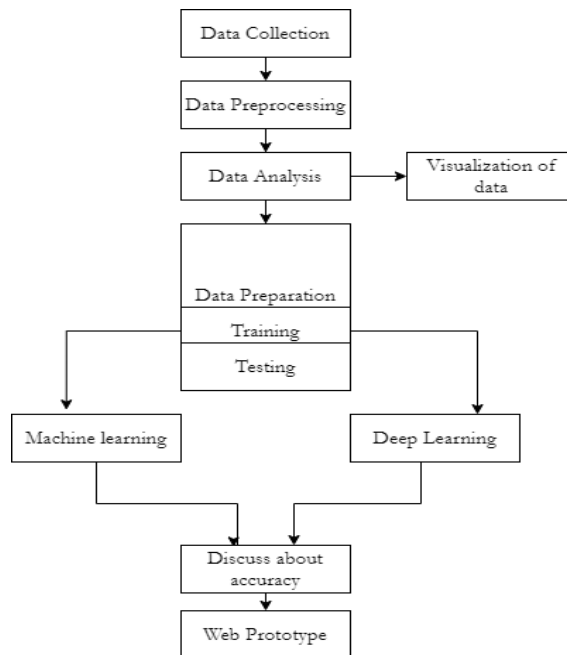 Data Collection
Data Preprocessing
Data Analysis
Visualization of
data
Data Preparation
Training
Testing
Machine learning
Deep Learning
Discuss about
accuracy
Web Prototype